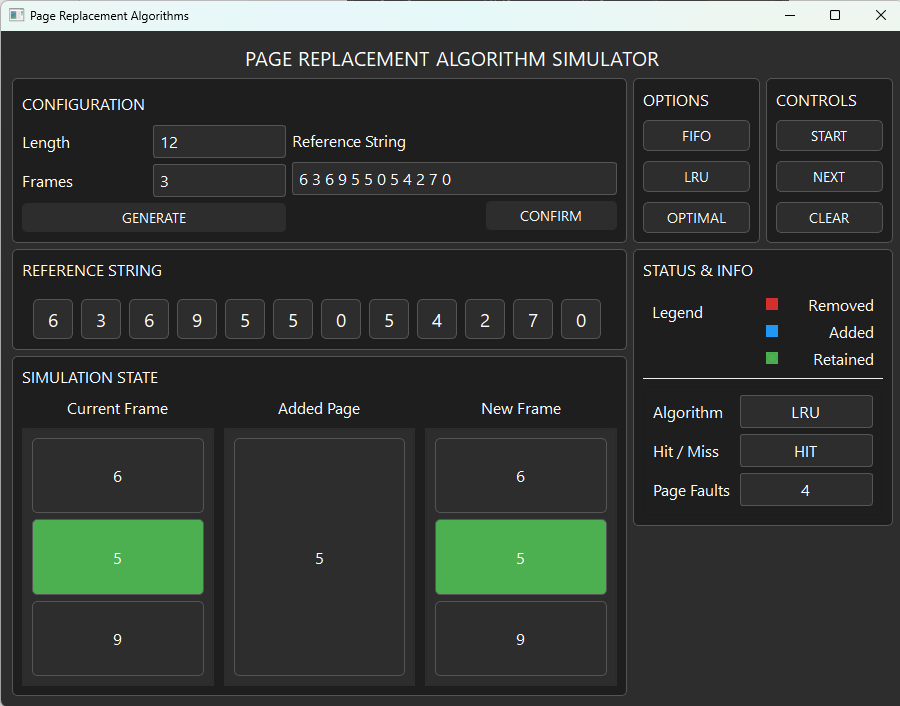 Page Replacement Algorithms
PAGE REPLACEMENT ALGORITHM SIMULATOR
CONFIGURATION
Length
12
Reference String
Frames
3
6 3 6 9 5 5 0 5 4 2 7 0
GENERATE
CONFIRM
OPTIONS
FIFO
LRU
OPTIMAL
CONTROLS
START
NEXT
CLEAR
REFERENCE STRING
6 3 6 9 5 5 0 5 4 2 7 0
STATUS & INFO
Legend
Removed
Added
Retained
Algorithm
LRU
Hit / Miss
HIT
Page Faults
4
SIMULATION STATE
Current Frame
Added Page
New Frame
6
5
9
5
6
5
9